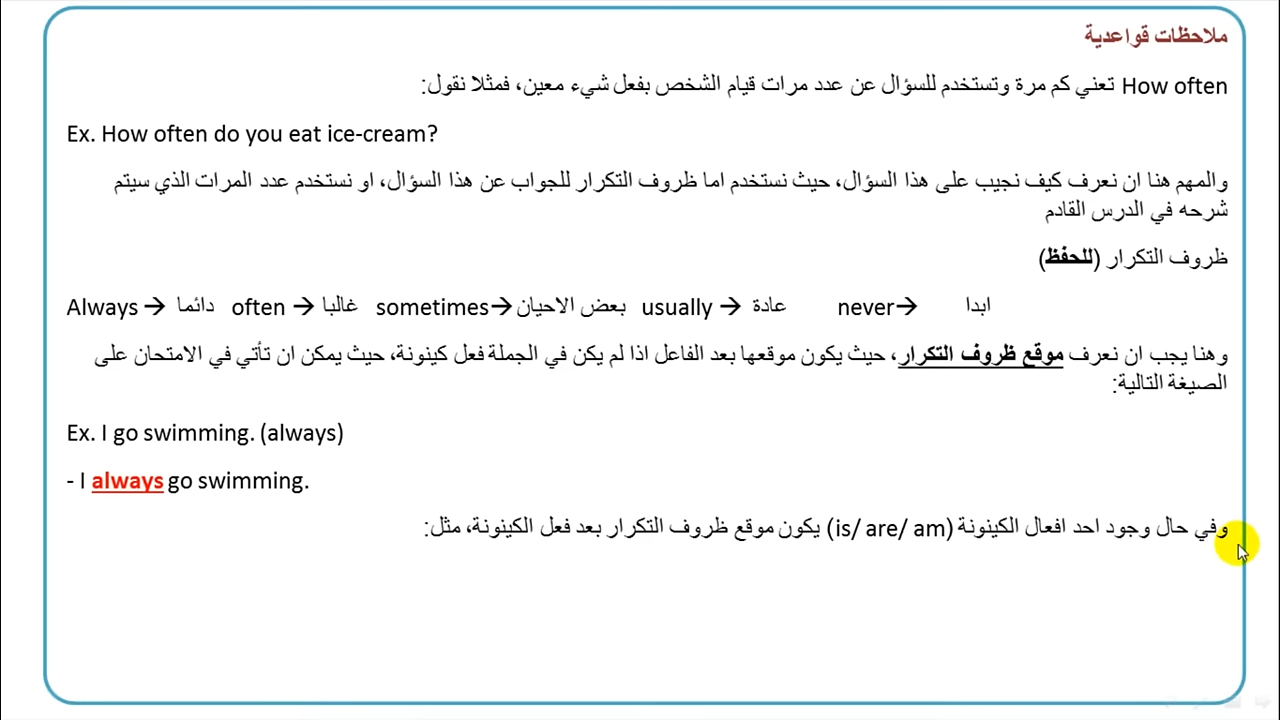 ملاحظات قواعدية
How often تعني كم مرة وتستخدم للسؤال عن عدد مرات قيام الشخص بفعل شيء معين، فمثلا نقول:
Ex. How often do you eat ice-cream?
والمهم هنا ان نعرف كيف نجيب على هذا السؤال، حيث نستخدم اما ظروف التكرار للجواب عن هذا السؤال، او نستخدم عدد المرات الذي سيتم
شرحه في الدرس القادم
ظروف التكرار (للحفظ)
Always → دائما often → غالبا sometimes→ بعض الاحيان usually → عادة never→ ابدا
وهنا يجب ان نعرف موقع ظروف التكرار، حيث يكون موقعها بعد الفاعل اذا لم يكن في الجملة فعل كينونة، حيث يمكن ان تأتي في الامتحان على
الصيغة التالية:
Ex. I go swimming. (always)
- I always go swimming.
وفي حال وجود احد افعال الكينونة (is/ are/ am) يكون موقع ظروف التكرار بعد فعل الكينونة، مثل: